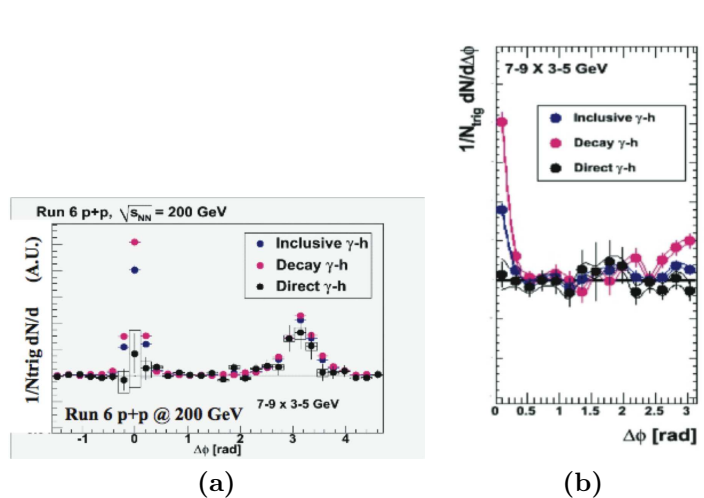 Run 6 p+p, √s_NN = 200 GeV
1/Ntrig dN/d (A.U.)
Inclusive γ-h
Decay γ-h
Direct γ-h
Run 6 p+p @ 200 GeV
7-9 x 3-5 GeV
-1 0 1 2 3 4
Δϕ [rad]
(a)
1/N_trig dN/dΔϕ
7-9 X 3-5 GeV
Inclusive γ-h
Decay γ-h
Direct γ-h
0 0.5 1 1.5 2 2.5 3
Δϕ [rad]
(b)